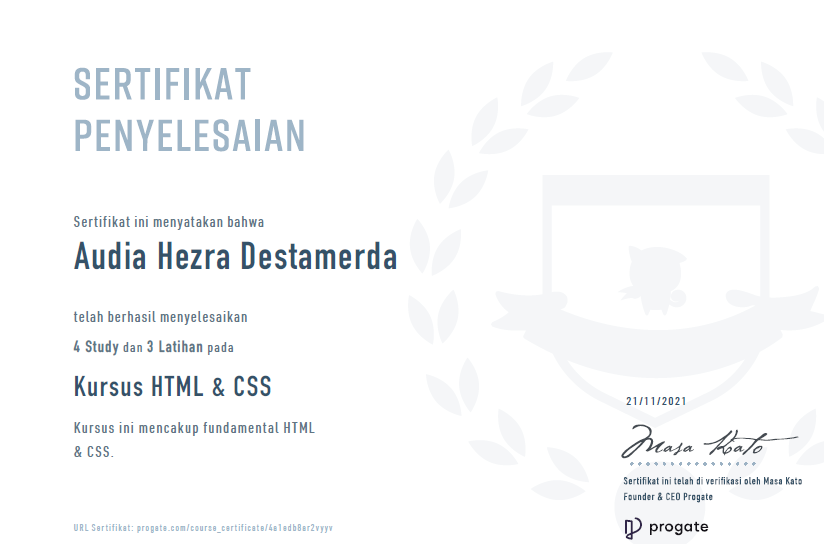 SERTIFIKAT
PENYELESAIAN
Sertifikat ini menyatakan bahwa
Audia Hezra Destamerda
telah berhasil menyelesaikan
4 Study dan 3 Latihan pada
Kursus HTML & CSS
Kursus ini mencakup fundamental HTML
& CSS.
21/11/2021
Masa Kato
Sertifikat ini telah di verifikasi oleh Masa Kato
Founder & CEO Progate
URL Sertifikat: progate.com/course_certificate/4a1edb8ar2vyyv
progate